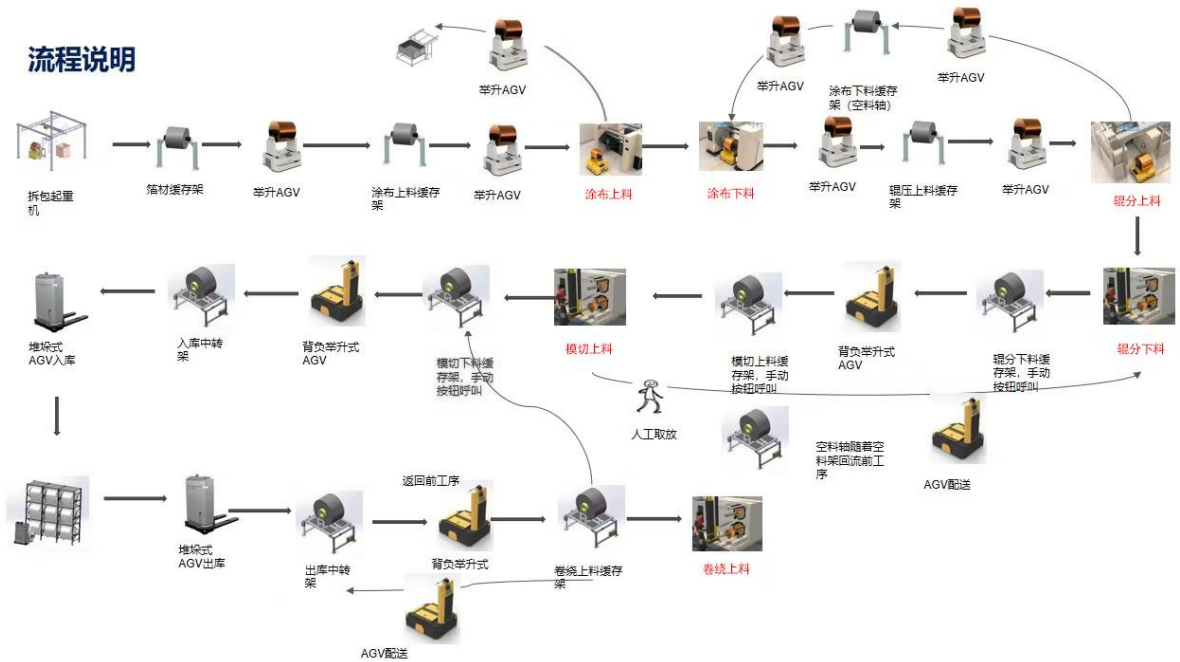 流程说明
举升AGV
举升AGV
涂布下料缓存
架（空料轴）
举升AGV
拆包起重
机
箔材缓存架
举升AGV
涂布上料缓存
架
举升AGV
涂布上料
涂布下料
举升AGV
辊压上料缓存
架
举升AGV
辊分上料
堆垛式
AGV入库
入库中转
架
背负举升式
AGV
模切下料缓
存架，手动
按钮呼叫
模切上料
模切上料缓
存架，手动
按钮呼叫
背负举升式
AGV
辊分下料缓
存架，手动
按钮呼叫
辊分下料
人工取放
空料轴随着空
料架回流前工
序
AGV配送
堆垛式
AGV出库
出库中转
架
返回前工序
背负举升式
卷绕上料缓存
架
卷绕上料
AGV配送